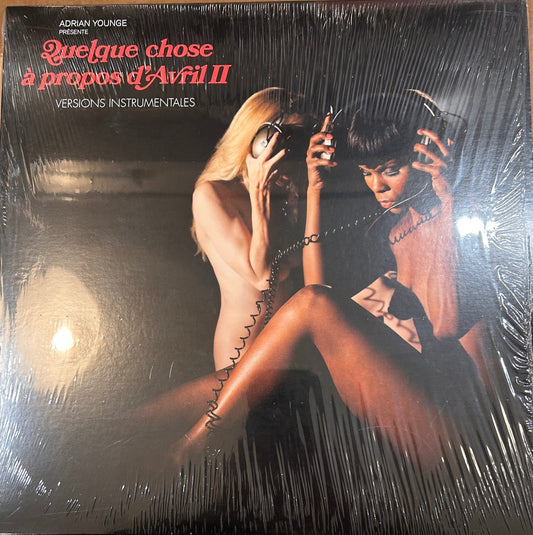 ADRIAN YOUNGE
PRÉSENTE
Quelque chose
à propos d'Avril II
VERSIONS INSTRUMENTALES